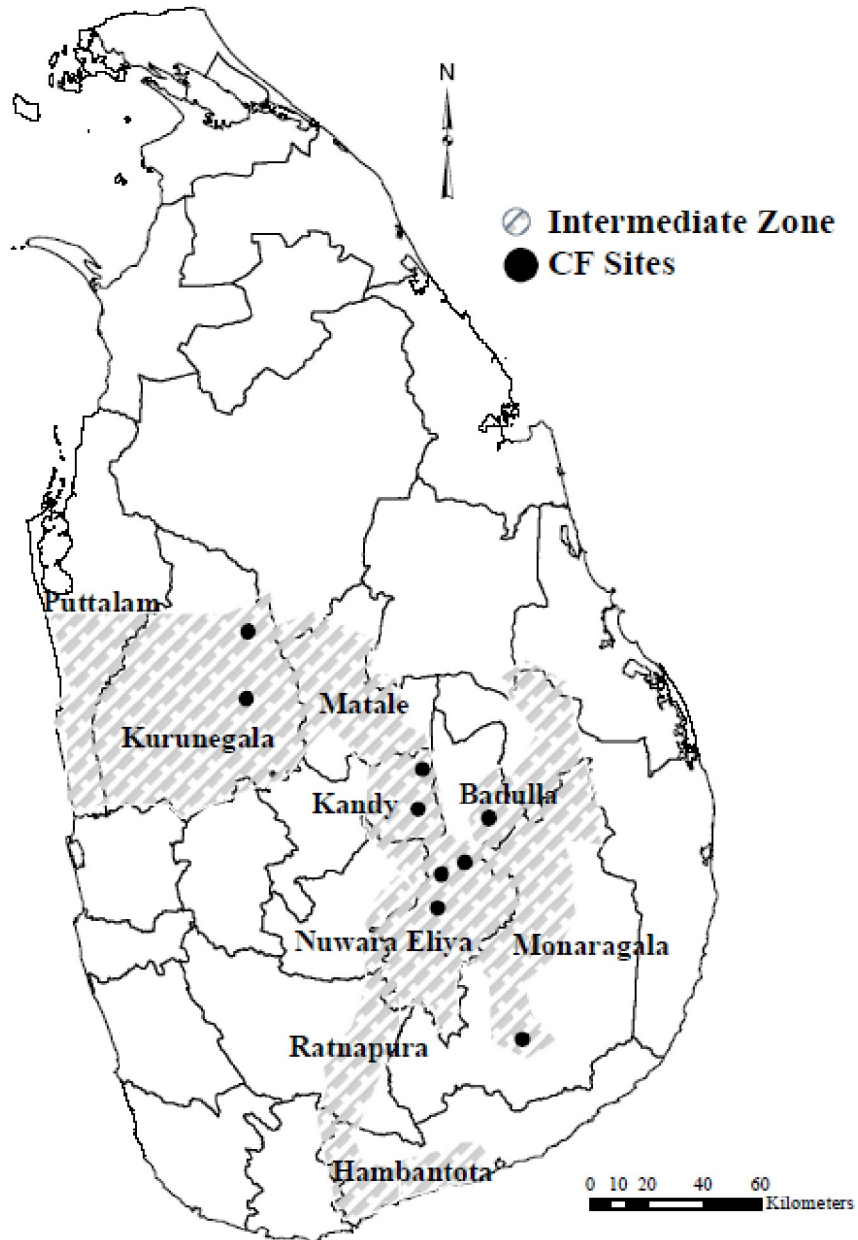 N
Intermediate Zone
CF Sites
Puttalam
Matale
Kurunegala
Kandy
Badulla
Nuwara Eliya
Monaragala
Ratnapura
Hambantota
0 10 20 40 60
Kilometers